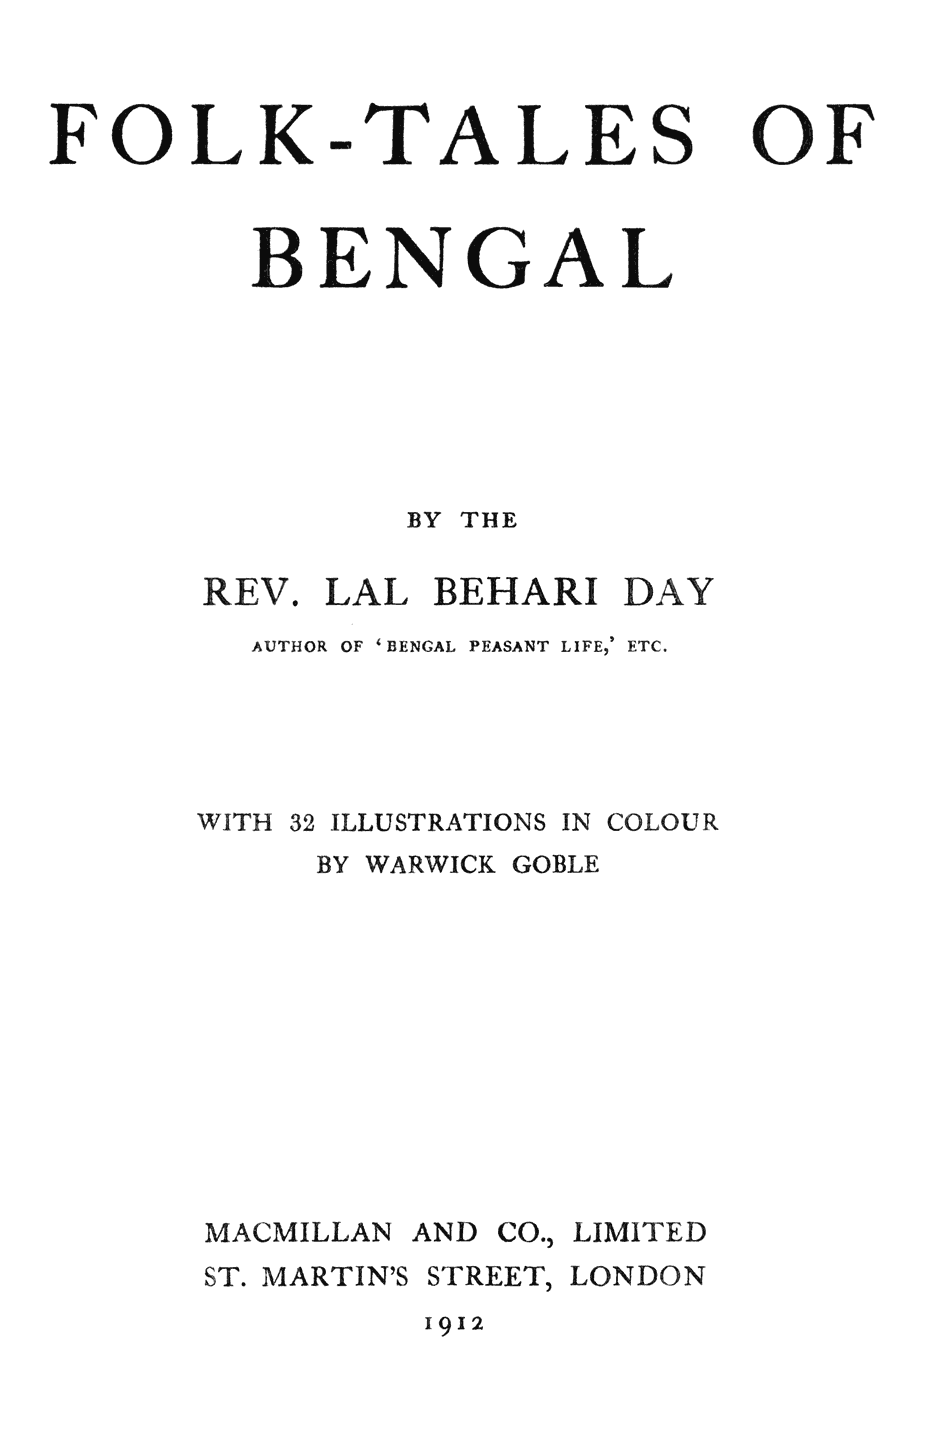 FOLK-TALES OF
BENGAL
BY THE
REV. LAL BEHARI DAY
AUTHOR OF ‘BENGAL PEASANT LIFE,’ ETC.
WITH 32 ILLUSTRATIONS IN COLOUR
BY WARWICK GOBLE
MACMILLAN AND CO., LIMITED
ST. MARTIN’S STREET, LONDON
1912